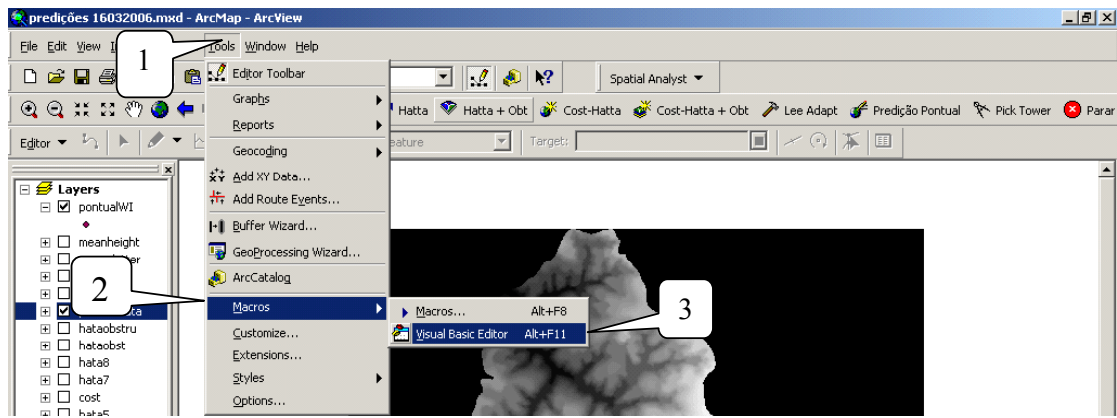 predições 16032006.mxd - ArcMap - ArcView
File Edit View Tools Window Help
1
Spatial Analyst
Hatta Hatta + Obt Cost-Hatta Cost-Hatta + Obt Lee Adapt Predição Pontual Pick Tower Parar
Editor Target:
Editor Toolbar
Graphs
Reports
Geocoding
Add XY Data...
Add Route Events...
Buffer Wizard...
GeoProcessing Wizard...
ArcCatalog
Macros
Customize...
Extensions...
Styles
Options...
Macros... Alt+F8
Visual Basic Editor Alt+F11
2
3
Layers
pontualWI
meanheight
hataobstru
hataobst
hata8
hata7
cost
hata5